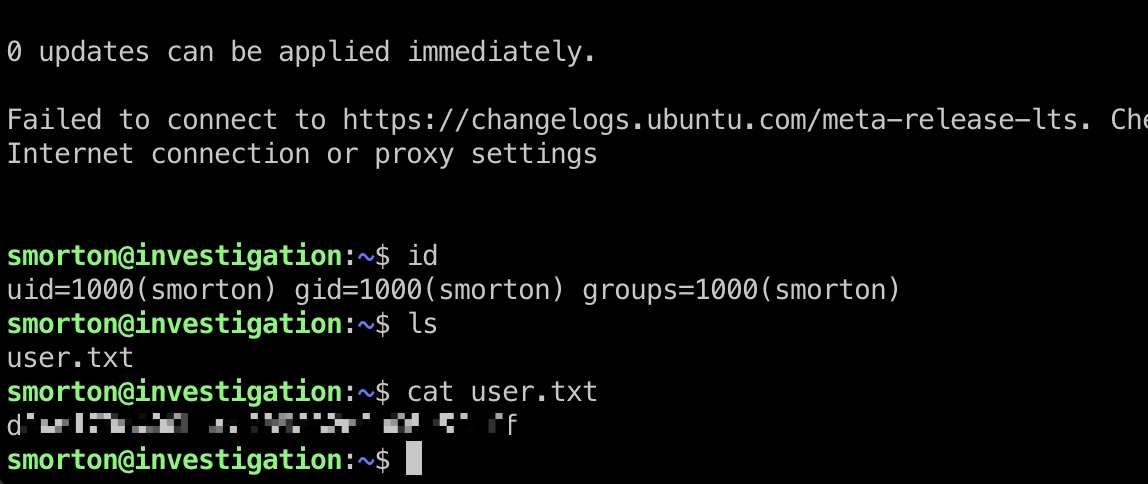 0 updates can be applied immediately.
Failed to connect to https://changelogs.ubuntu.com/meta-release-lts. Che
Internet connection or proxy settings
smorton@investigation:~$ id
uid=1000(smorton) gid=1000(smorton) groups=1000(smorton)
smorton@investigation:~$ ls
user.txt
smorton@investigation:~$ cat user.txt
smorton@investigation:~$